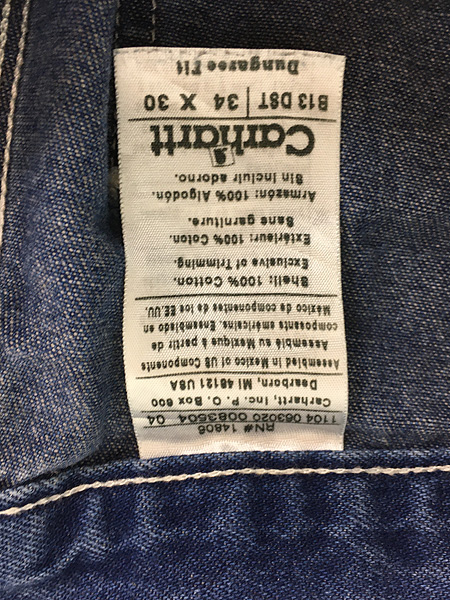 Dungaree Fit
B13 DST 34 X 30
Carhartt
Sin incluir adorno.
Armazón: 100% Algodón.
Sans garniture.
Extérieur: 100% Coton.
Exclusive of Trimming.
Shell: 100% Cotton.
México de componentes de los EE.UU.
composants américains. Ensamblado en
Assemblé au Mexique à partir de
Assembled in Mexico of US Components
Dearborn, MI 48121 USA
Carhartt, Inc. P. O. Box 600
1104 063020 0083504 04
RN# 14806